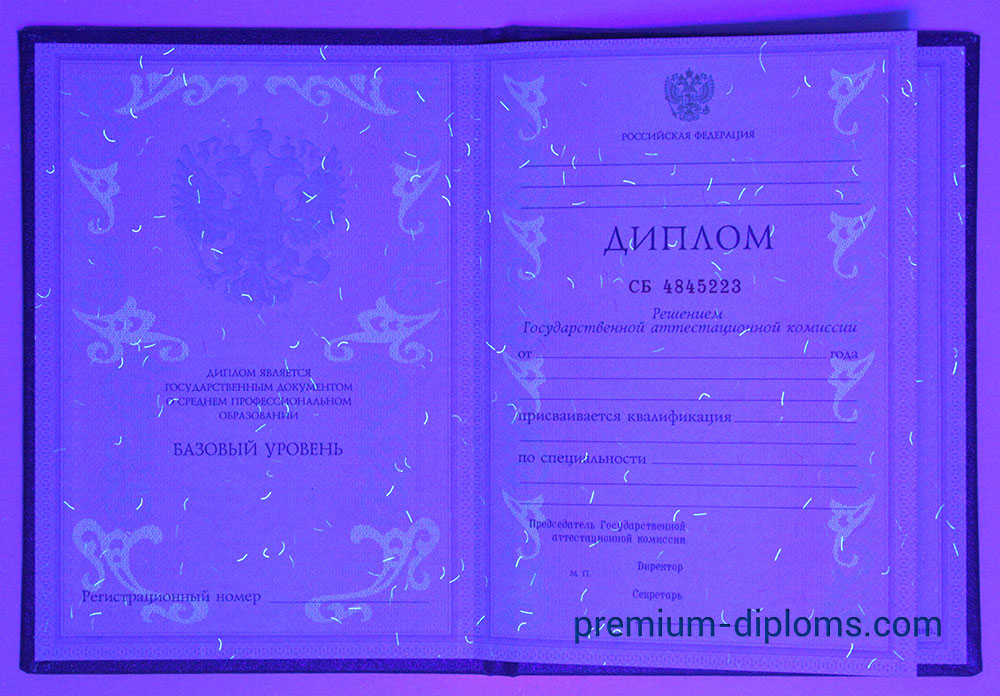 ДИПЛОМ ЯВЛЯЕТСЯ
ГОСУДАРСТВЕННЫМ ДОКУМЕНТОМ
О СРЕДНЕМ ПРОФЕССИОНАЛЬНОМ
ОБРАЗОВАНИИ
БАЗОВЫЙ УРОВЕНЬ
Регистрационный номер
РОССИЙСКАЯ ФЕДЕРАЦИЯ
ДИПЛОМ
СБ 4845223
Решением
Государственной аттестационной комиссии
от года
присваивается квалификация
по специальности
Председатель Государственной
аттестационной комиссии
М. П.
Директор
Секретарь
premium-diploms.com